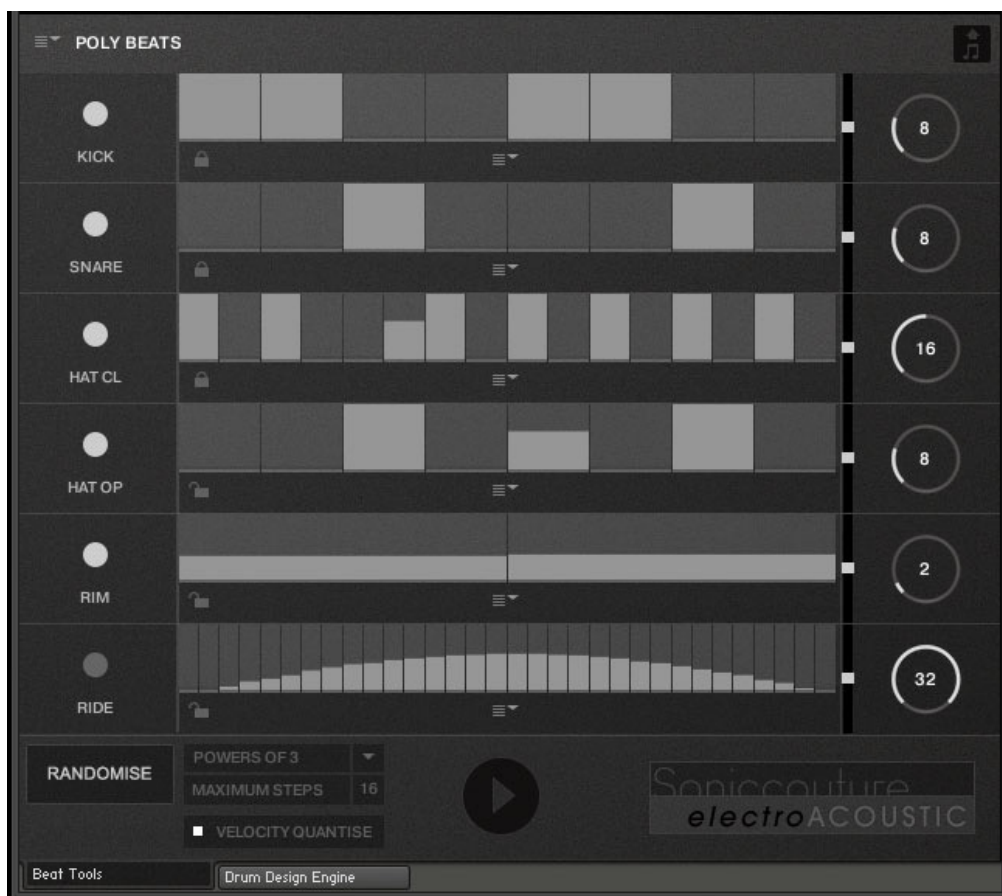 POLY BEATS
KICK
8
SNARE
8
HAT CL
16
HAT OP
8
RIM
2
RIDE
32
RANDOMISE
POWERS OF 3
MAXIMUM STEPS 16
VELOCITY QUANTISE
Soniccouture
electroACOUSTIC
Beat Tools
Drum Design Engine